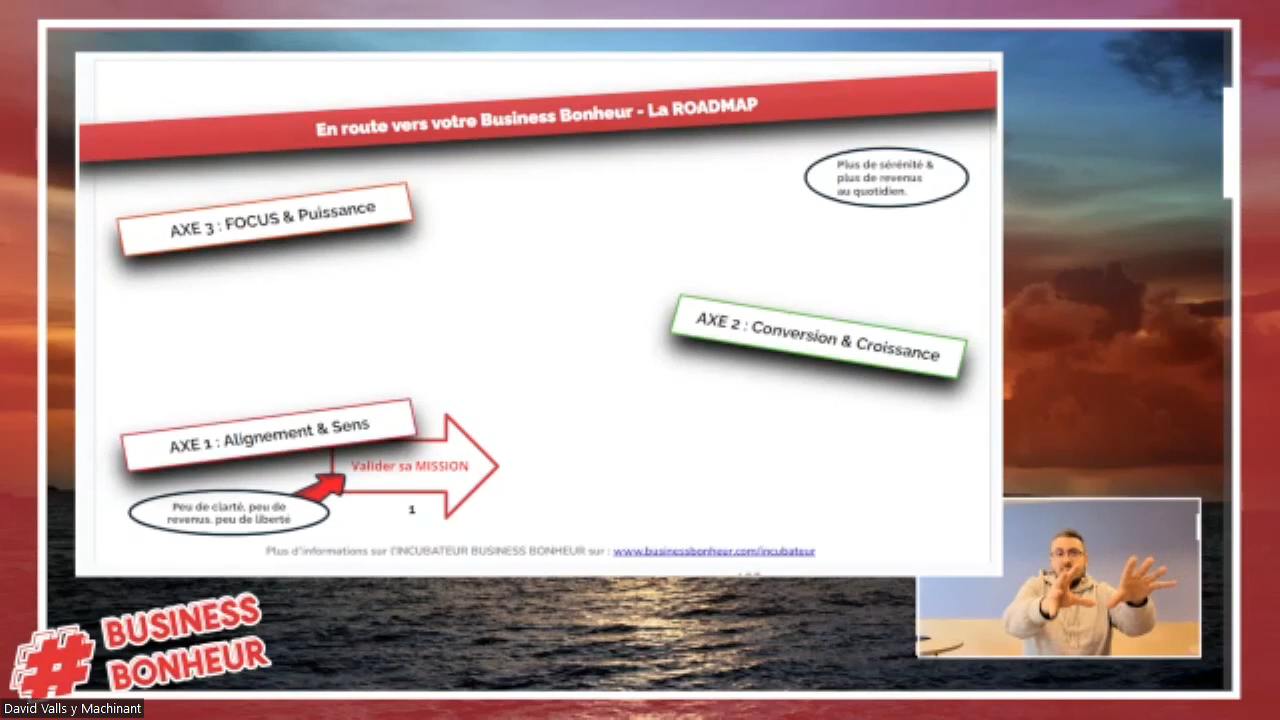 En route vers votre Business Bonheur - La ROADMAP
Plus de sérénité &
plus de revenus
au quotidien.
AXE 3 : FOCUS & Puissance
AXE 2 : Conversion & Croissance
AXE 1 : Alignement & Sens
Valider sa MISSION
Peu de clarté, peu de
revenus, peu de liberté
1
Plus d'informations sur l'INCUBATEUR BUSINESS BONHEUR sur : www.businessbonheur.com/incubateur
# BUSINESS
BONHEUR
David Valls y Machinant